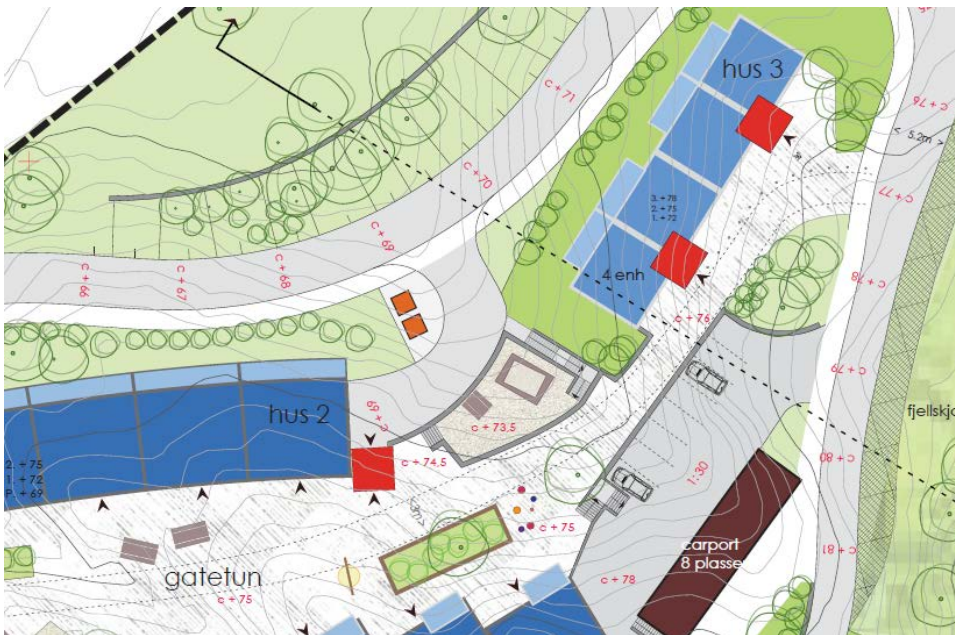 hus 3
c + 71
c + 76
< 5.2m >
c + 70
c + 77
3. + 78
2. + 75
1. + 72
c + 69
c + 68
c + 67
c + 66
c + 78
4 enh
c + 76
c + 79
hus 2
c + 69
c + 73,5
fjellskjæ
c + 74,5
2. + 75
1. + 72
P. + 69
c + 80
1:30
c + 75
carport
8 plasse
c + 81
gatetun
c + 78
c + 75